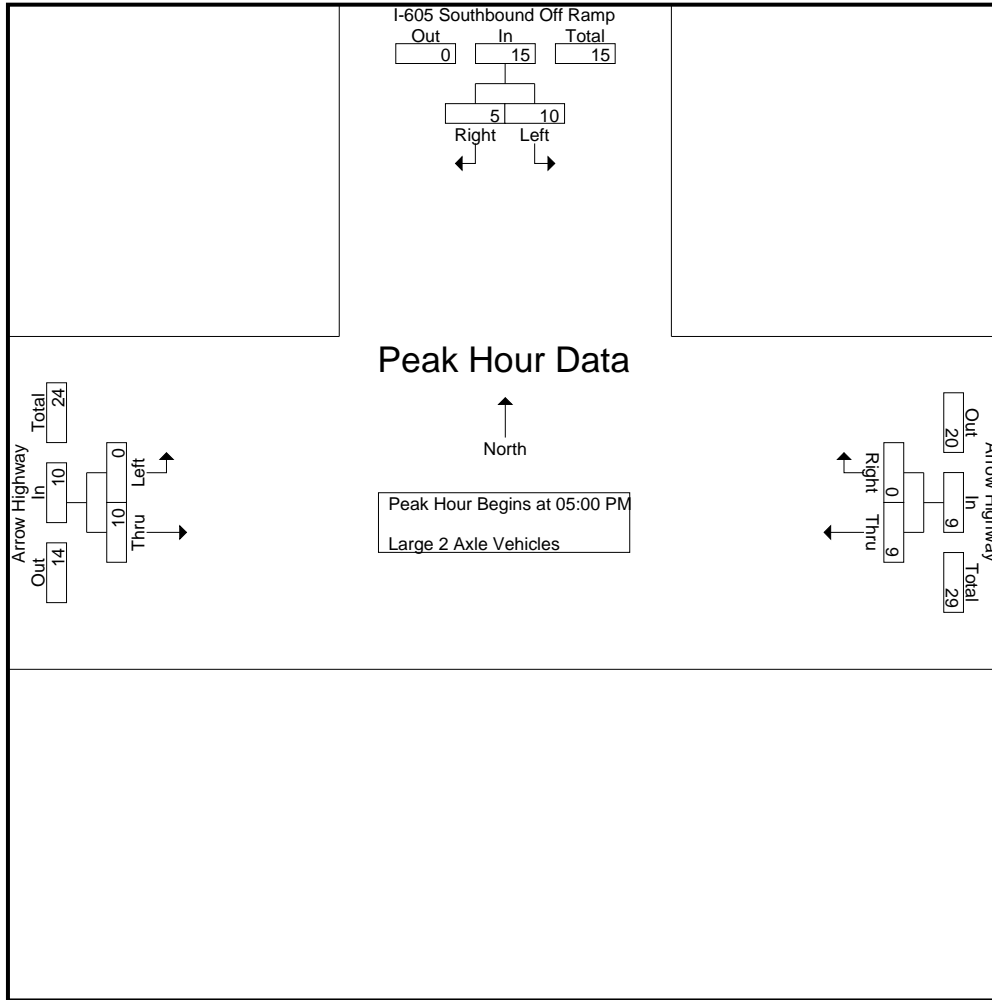 I-605 Southbound Off Ramp
Out In Total
0 15 15
5 10
Right Left
Peak Hour Data
North
Peak Hour Begins at 05:00 PM
Large 2 Axle Vehicles
Arrow Highway
Out In Total
14 10 24
0 10
Left Thru
Arrow Highway
Out In Total
20 9 29
0 9
Right Thru